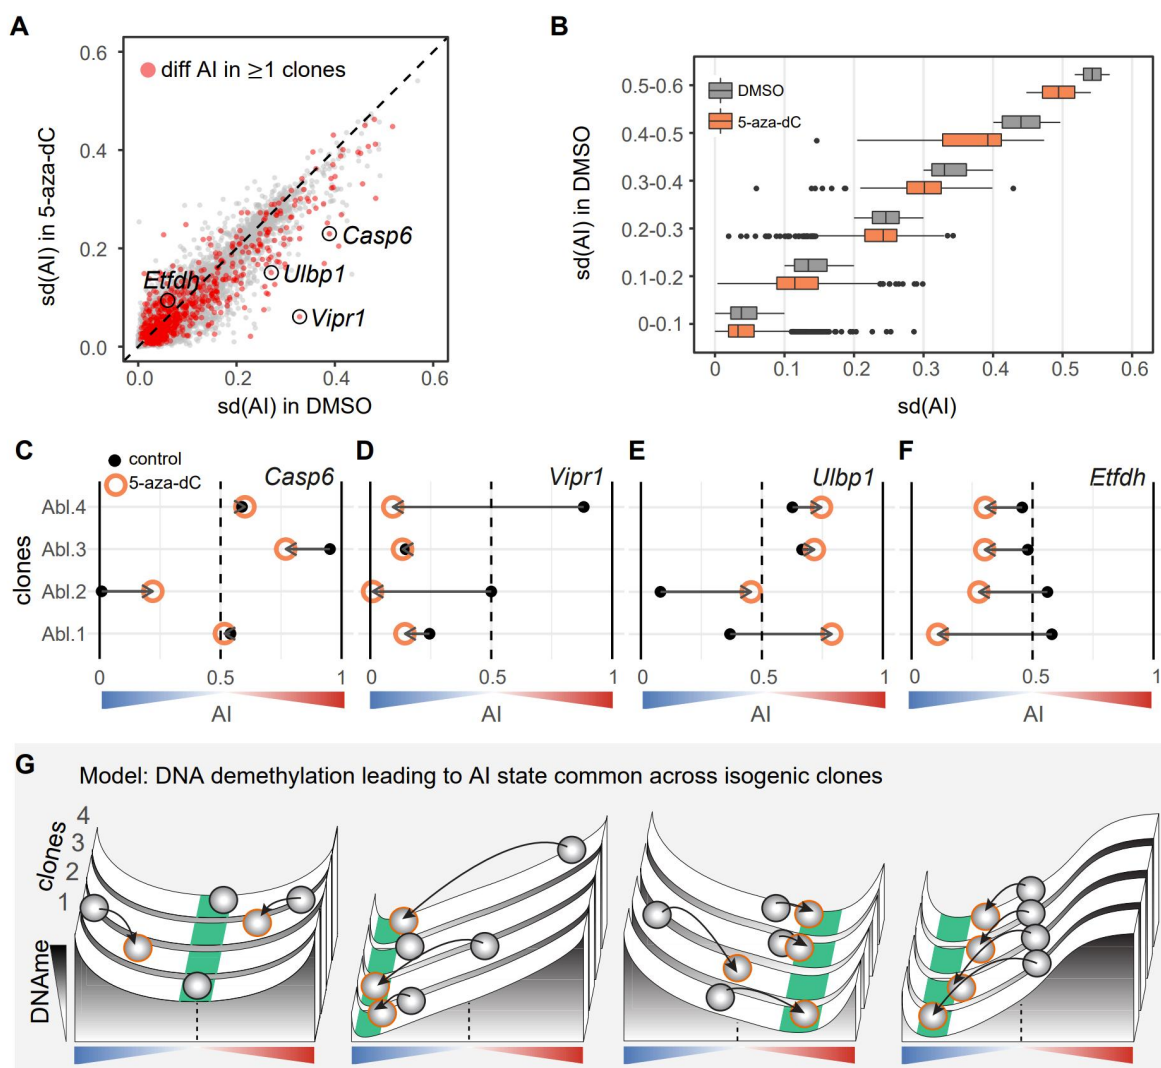 A
diff AI in ≥1 clones
sd(AI) in 5-aza-dC
0.6
0.4
0.2
0.0
Casp6
Ulbp1
Etfdh
Vipr1
0.0 0.2 0.4 0.6
sd(AI) in DMSO
B
DMSO
5-aza-dC
sd(AI) in DMSO
0.5-0.6
0.4-0.5
0.3-0.4
0.2-0.3
0.1-0.2
0-0.1
0 0.1 0.2 0.3 0.4 0.5 0.6
sd(AI)
C
control
5-aza-dC
Casp6
clones
Abl.4
Abl.3
Abl.2
Abl.1
0 0.5 1
AI
D
Vipr1
0 0.5 1
AI
E
Ulbp1
0 0.5 1
AI
F
Etfdh
0 0.5 1
AI
G
Model: DNA demethylation leading to AI state common across isogenic clones
clones
4
3
2
1
DNAme